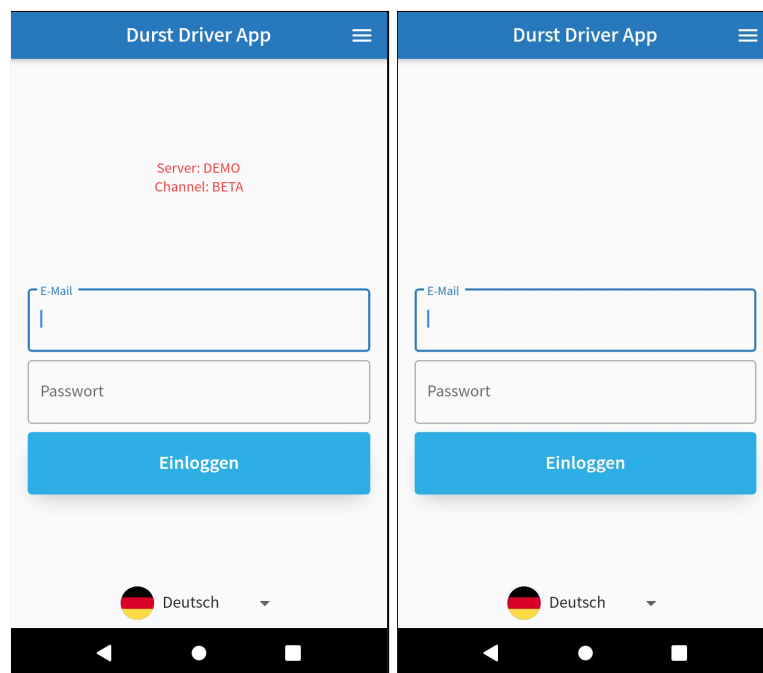 Durst Driver App
Server: DEMO
Channel: BETA
E-Mail
Passwort
Einloggen
Deutsch
Durst Driver App
E-Mail
Passwort
Einloggen
Deutsch